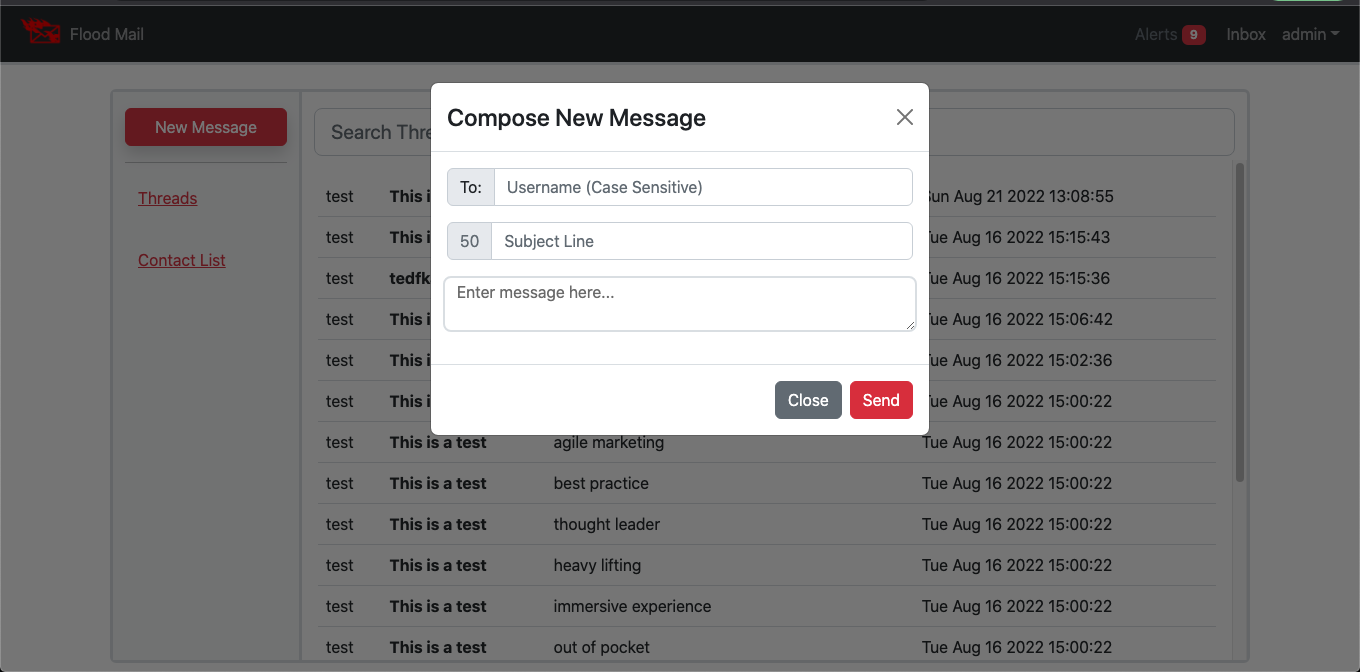 Flood Mail
Alerts 9 Inbox admin
New Message
Threads
Contact List
Search Thre
Compose New Message
To: Username (Case Sensitive)
50 Subject Line
Enter message here...
Close Send
test This i Sun Aug 21 2022 13:08:55
test This i Tue Aug 16 2022 15:15:43
test tedfk Tue Aug 16 2022 15:15:36
test This i Tue Aug 16 2022 15:06:42
test This i Tue Aug 16 2022 15:02:36
test This i Tue Aug 16 2022 15:00:22
test This is a test agile marketing Tue Aug 16 2022 15:00:22
test This is a test best practice Tue Aug 16 2022 15:00:22
test This is a test thought leader Tue Aug 16 2022 15:00:22
test This is a test heavy lifting Tue Aug 16 2022 15:00:22
test This is a test immersive experience Tue Aug 16 2022 15:00:22
test This is a test out of pocket Tue Aug 16 2022 15:00:22